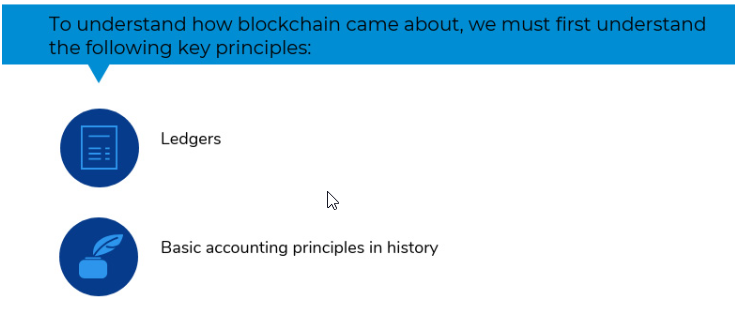 To understand how blockchain came about, we must first understand
the following key principles:
Ledgers
Basic accounting principles in history